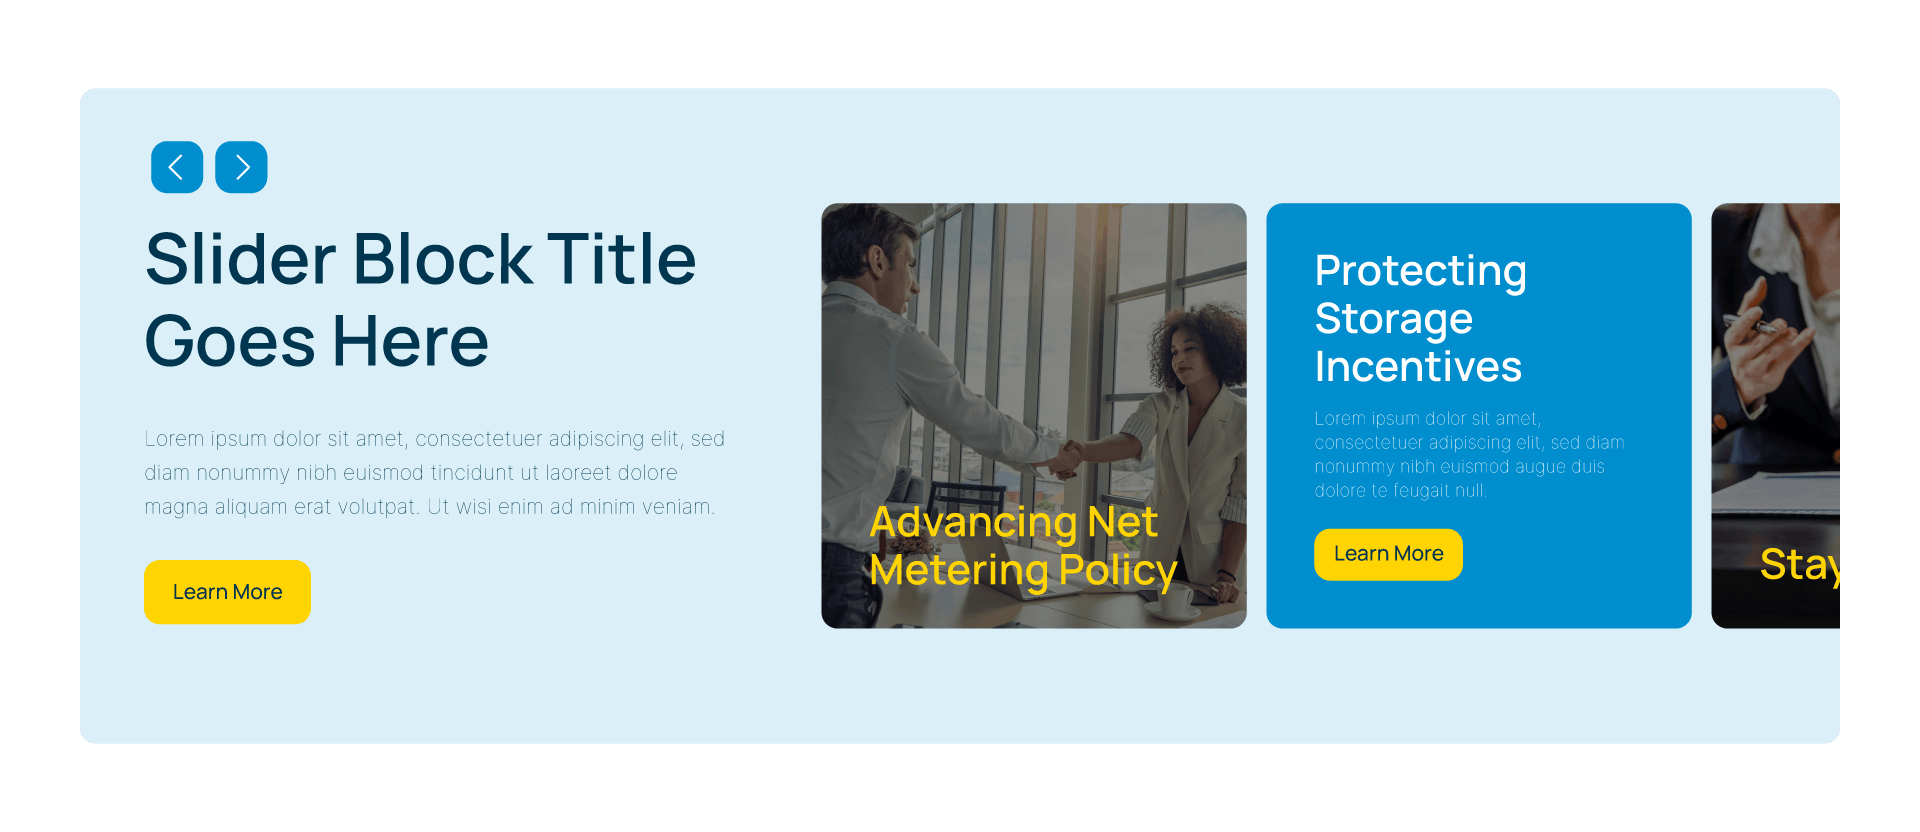 Slider Block Title
Goes Here
Lorem ipsum dolor sit amet, consectetuer adipiscing elit, sed
diam nonummy nibh euismod tincidunt ut laoreet dolore
magna aliquam erat volutpat. Ut wisi enim ad minim veniam.
Learn More
Advancing Net
Metering Policy
Protecting
Storage
Incentives
Lorem ipsum dolor sit amet,
consectetuer adipiscing elit, sed diam
nonummy nibh euismod augue duis
dolore te feugait null.
Learn More
Stay